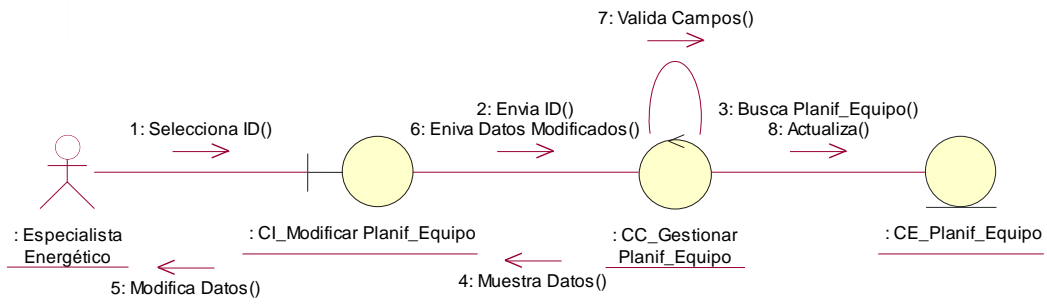 7: Valida Campos()
2: Envia ID()
6: Eniva Datos Modificados()
3: Busca Planif_Equipo()
8: Actualiza()
1: Selecciona ID()
: Especialista
Energético
: CI_Modificar Planif_Equipo
: CC_Gestionar
Planif_Equipo
: CE_Planif_Equipo
5: Modifica Datos()
4: Muestra Datos()